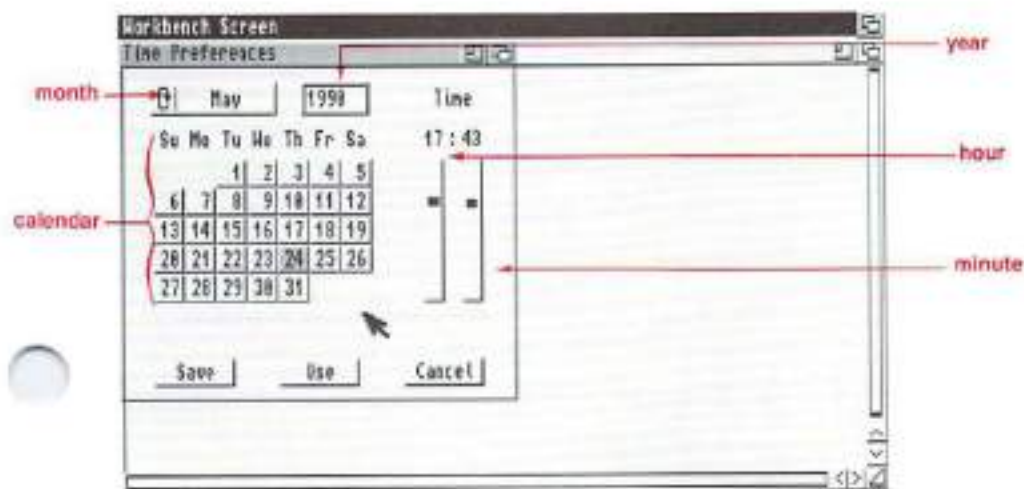 Workbench Screen
Time Preferences
year
month
May
1990
Time
Su Mo Tu We Th Fr Sa
17:43
hour
1 2 3 4 5
6 7 8 9 10 11 12
calendar
13 14 15 16 17 18 19
20 21 22 23 24 25 26
minute
27 28 29 30 31
Save
Use
Cancel